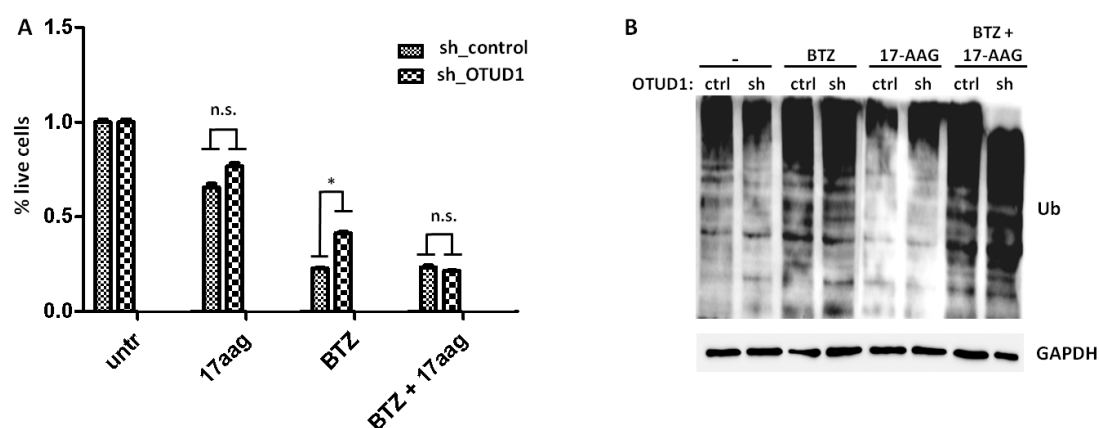 A
1.5
1.0
0.5
0.0
% live cells
sh_control
sh_OTUD1
n.s.
*
n.s.
untr
17aag
BTZ
BTZ + 17aag
B
BTZ +
- BTZ 17-AAG 17-AAG
OTUD1: ctrl sh ctrl sh ctrl sh ctrl sh
Ub
GAPDH